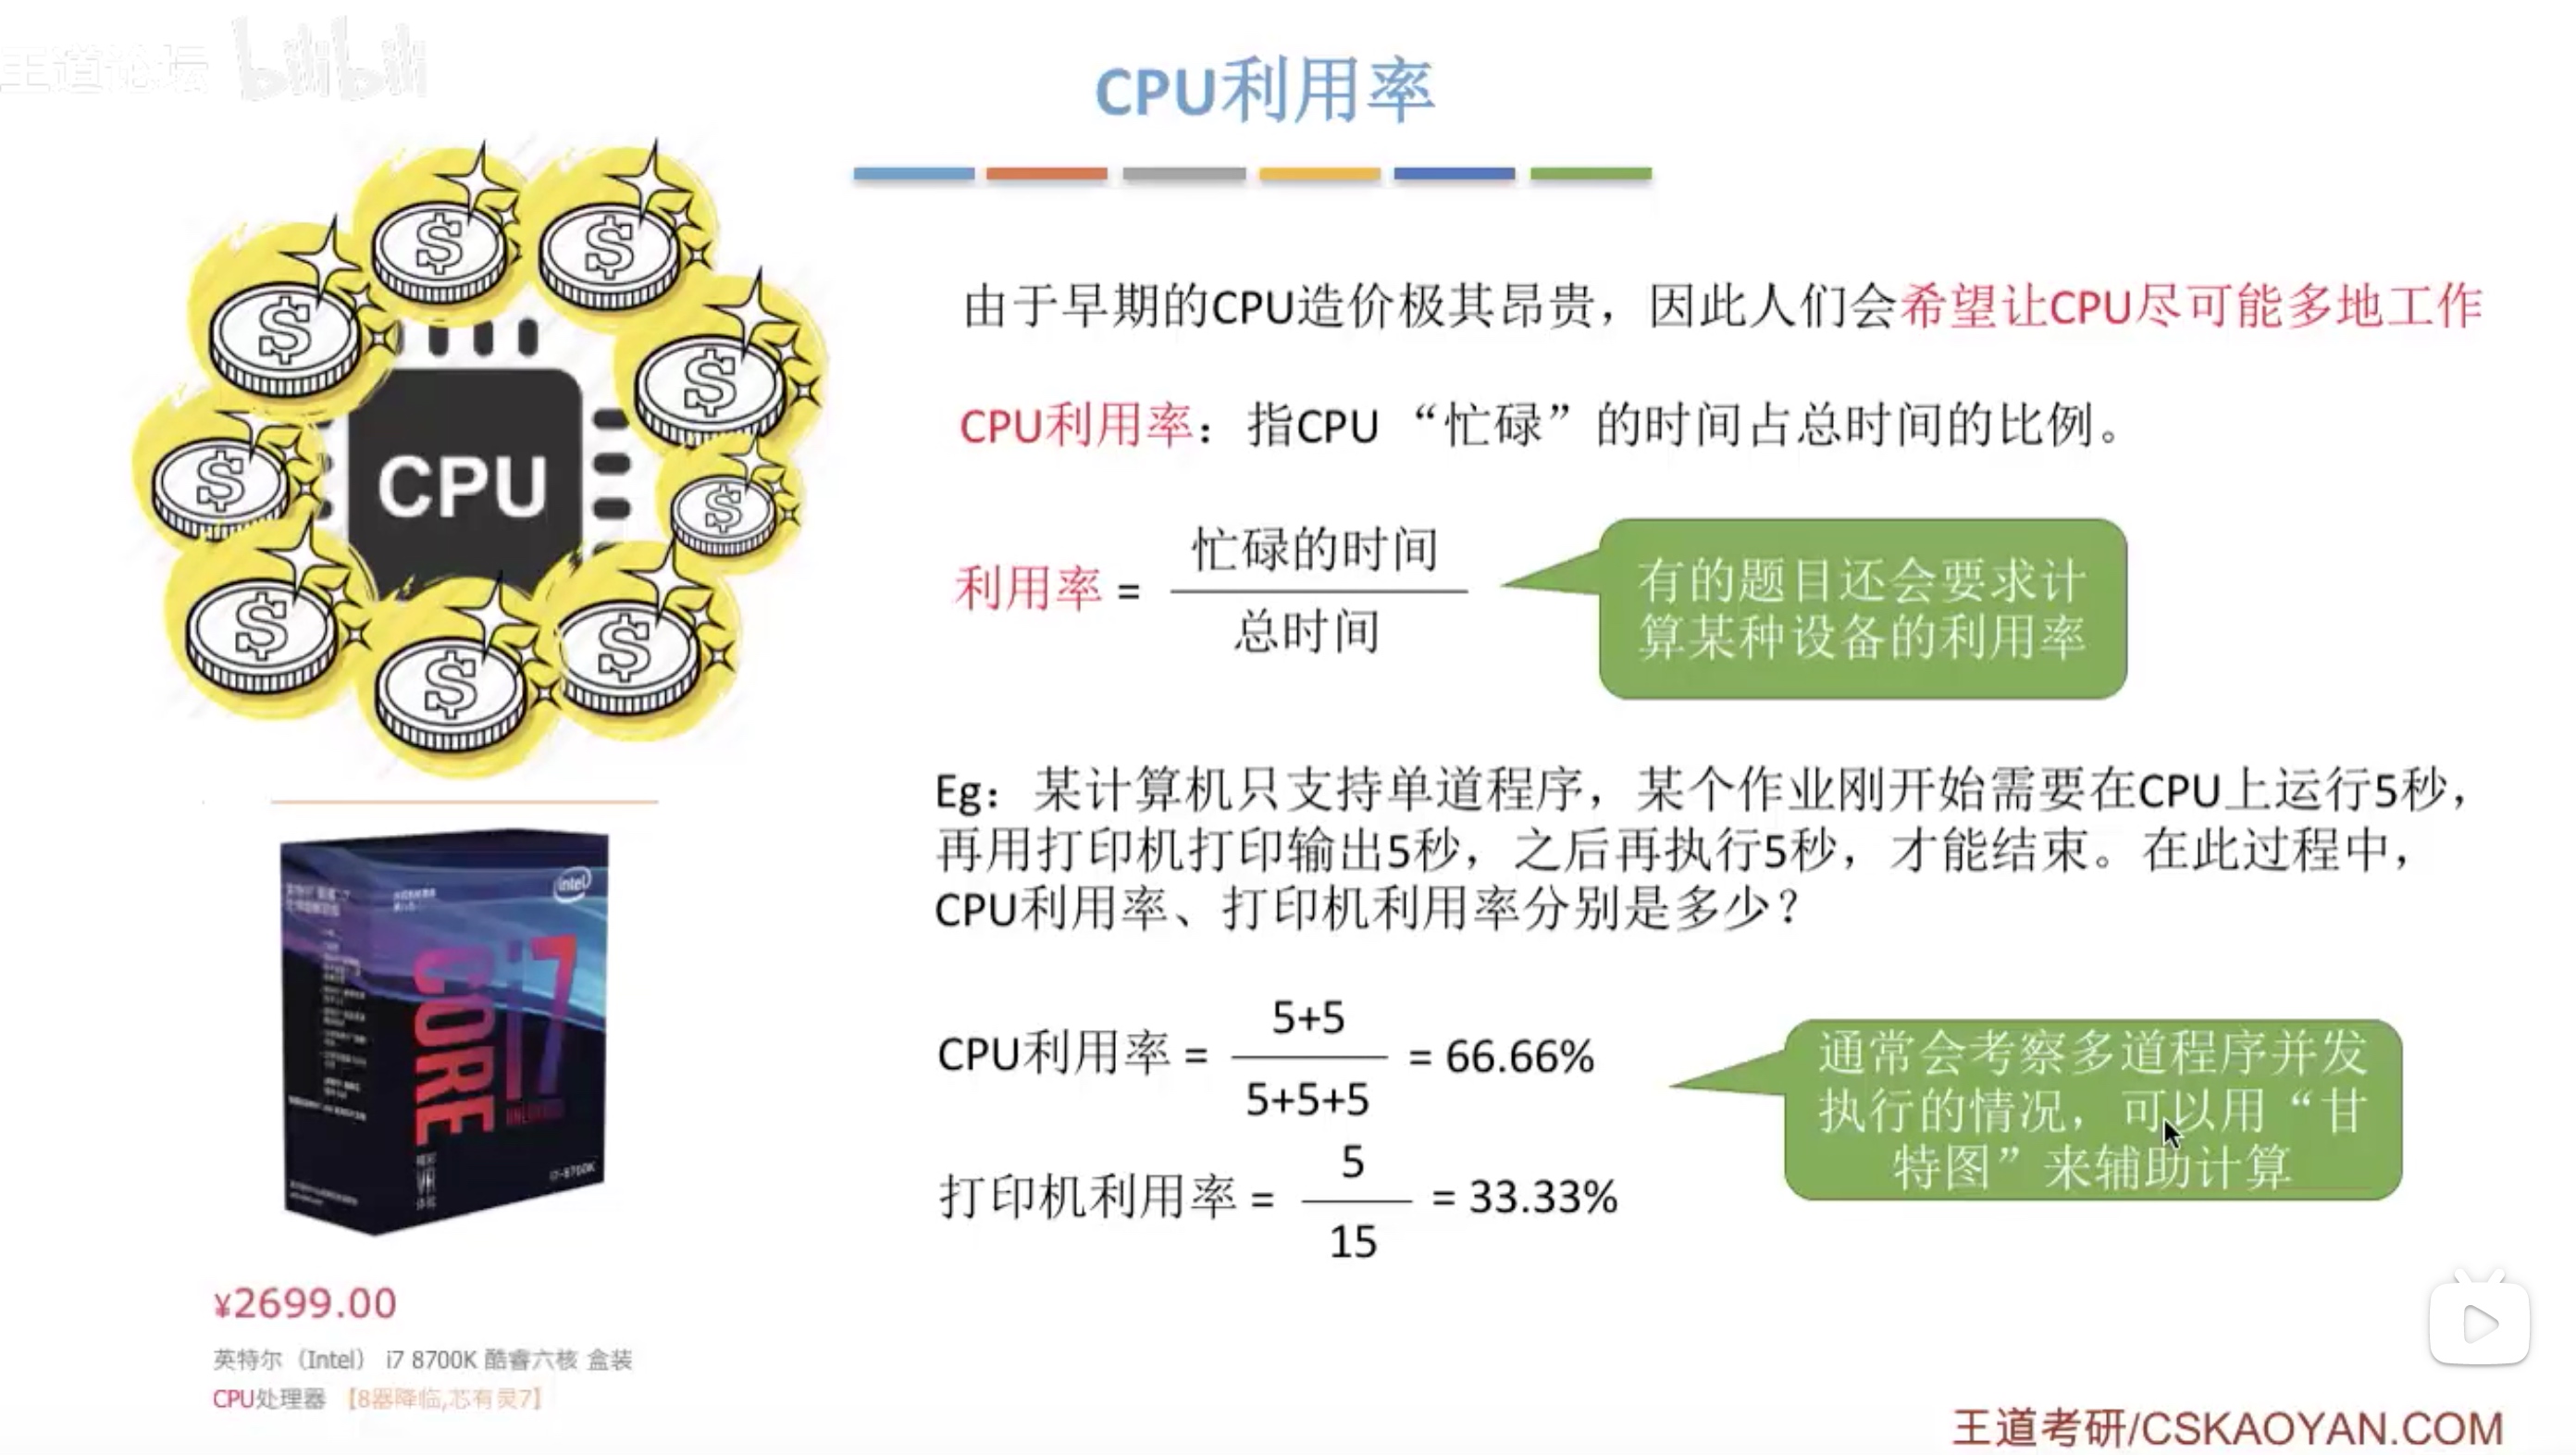 王道论坛 bilibili
CPU利用率
由于早期的CPU造价极其昂贵，因此人们会希望让CPU尽可能多地工作
CPU利用率：指CPU “忙碌”的时间占总时间的比例。
利用率 =
忙碌的时间
总时间
有的题目还会要求计
算某种设备的利用率
Eg：某计算机只支持单道程序，某个作业刚开始需要在CPU上运行5秒，
再用打印机打印输出5秒，之后再执行5秒，才能结束。在此过程中，
CPU利用率、打印机利用率分别是多少？
CPU利用率 =
5+5
5+5+5
= 66.66%
通常会考察多道程序并发
执行的情况，可以用“甘
特图”来辅助计算
打印机利用率 =
5
15
= 33.33%
CPU
$
$
$
$
$
$
$
$
$
intel
CORE
i7
UNLOCKED
VR
i7-8700K
¥2699.00
英特尔（Intel） i7 8700K 酷睿六核 盒装
CPU处理器 【8器降临,芯有灵7】
王道考研/CSKAOYAN.COM